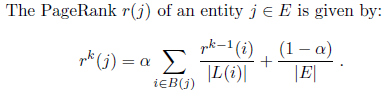 The PageRank r(j) of an entity j ∈ E is given by:
r^k(j) = α ∑_{i∈B(j)} r^{k−1}(i) / |L(i)| + (1 − α) / |E| .